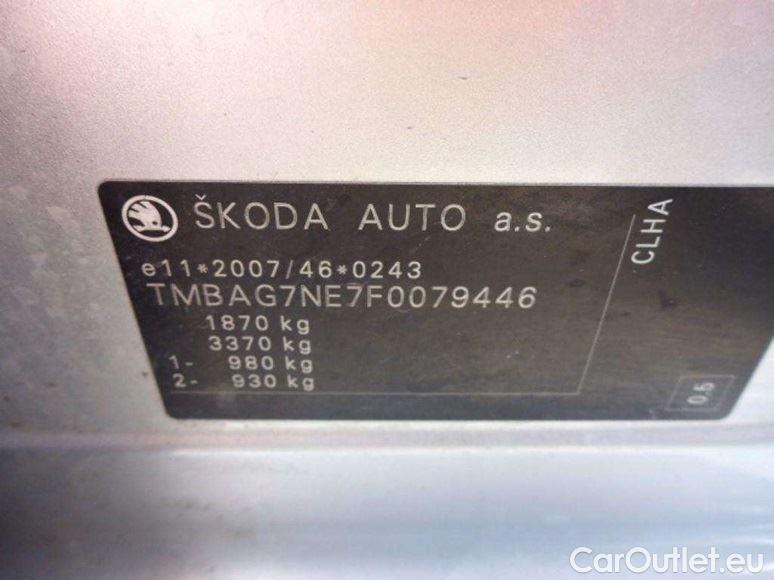 ŠKODA AUTO a.s.
e11*2007/46*0243
TMBAG7NE7F0079446
1870 kg
3370 kg
1- 980 kg
2- 930 kg
CLHA
0.5
CarOutlet.eu